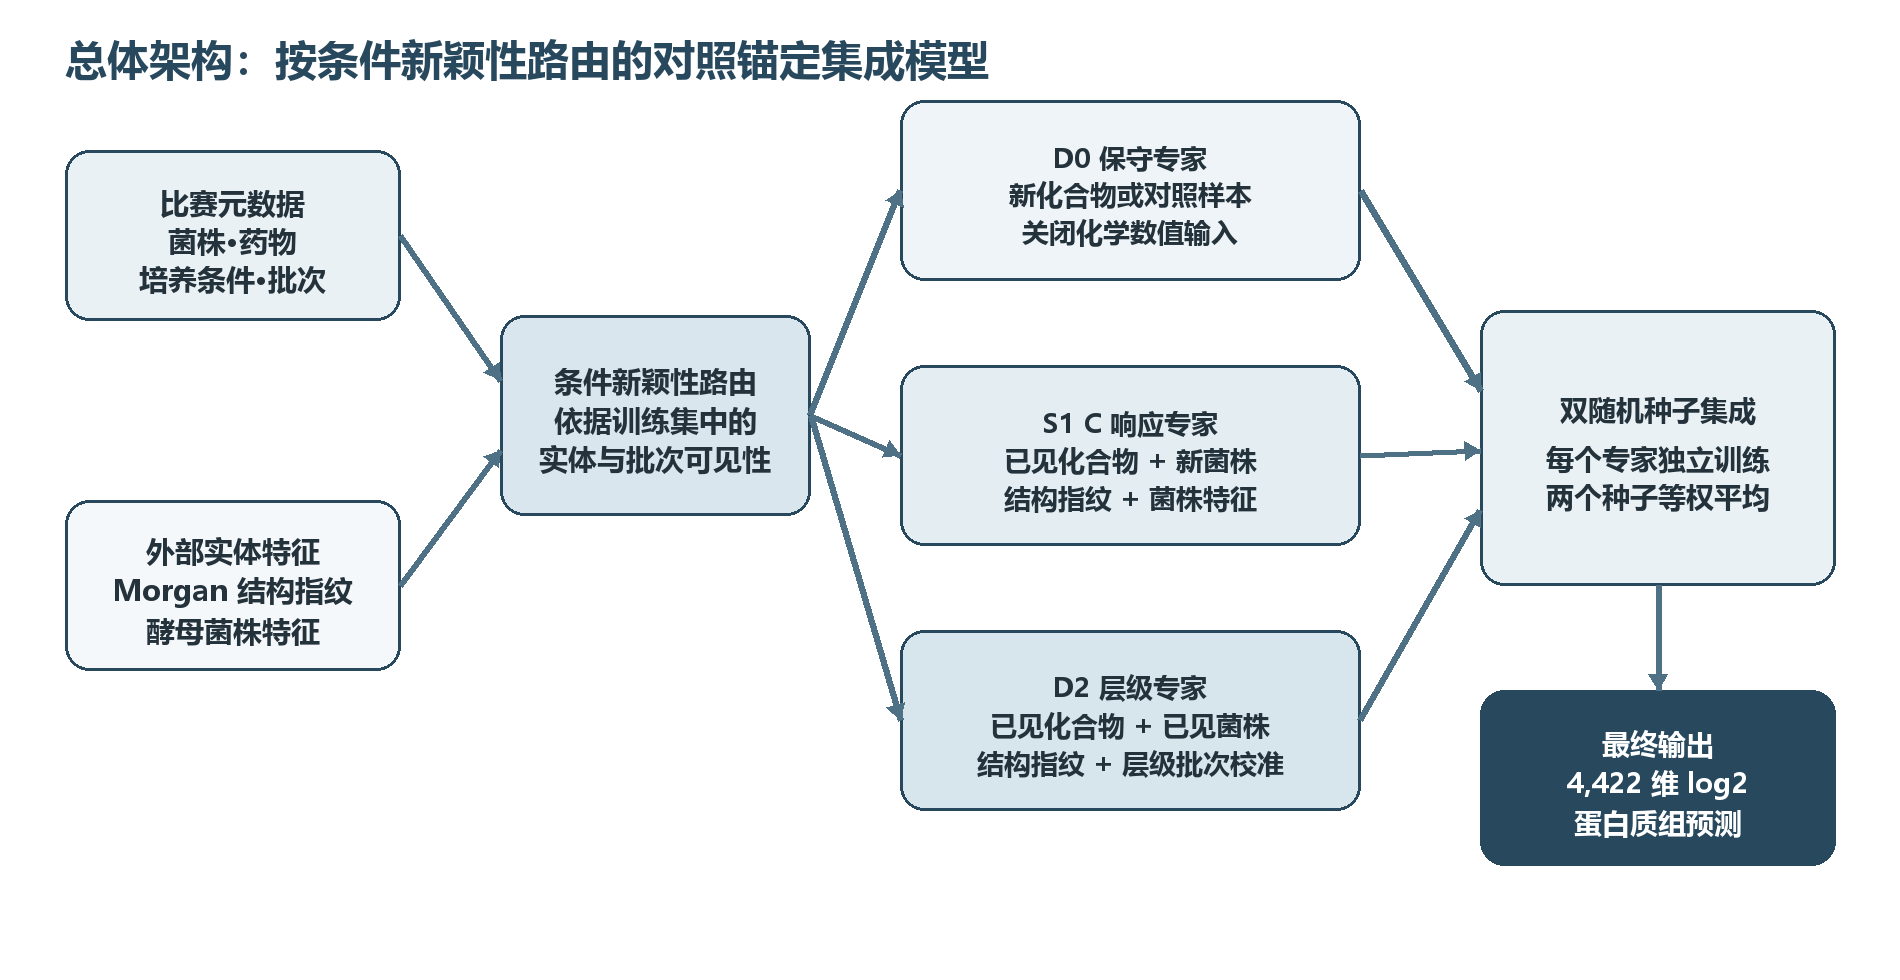 总体架构：按条件新颖性路由的对照锚定集成模型
比赛元数据
菌株•药物
培养条件•批次
外部实体特征
Morgan 结构指纹
酵母菌株特征
条件新颖性路由
依据训练集中的
实体与批次可见性
D0 保守专家
新化合物或对照样本
关闭化学数值输入
S1 C 响应专家
已见化合物 + 新菌株
结构指纹 + 菌株特征
D2 层级专家
已见化合物 + 已见菌株
结构指纹 + 层级批次校准
双随机种子集成
每个专家独立训练
两个种子等权平均
最终输出
4,422 维 log2
蛋白质组预测